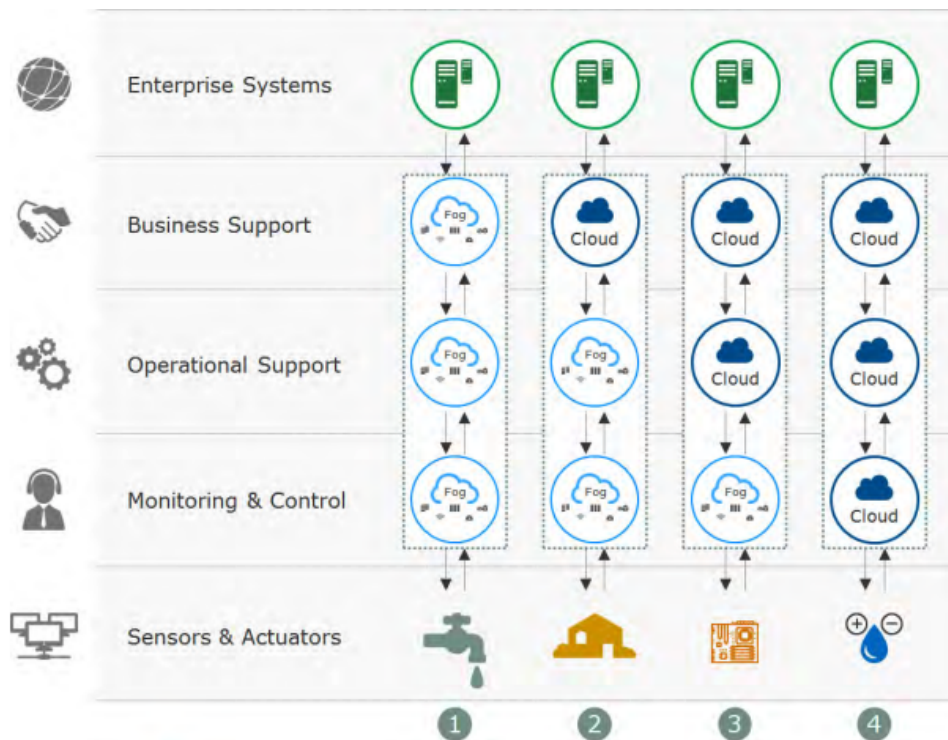 Enterprise Systems
Business Support
Fog
Cloud
Cloud
Cloud
Operational Support
Fog
Fog
Cloud
Cloud
Monitoring & Control
Fog
Fog
Fog
Cloud
Sensors & Actuators
1
2
3
4